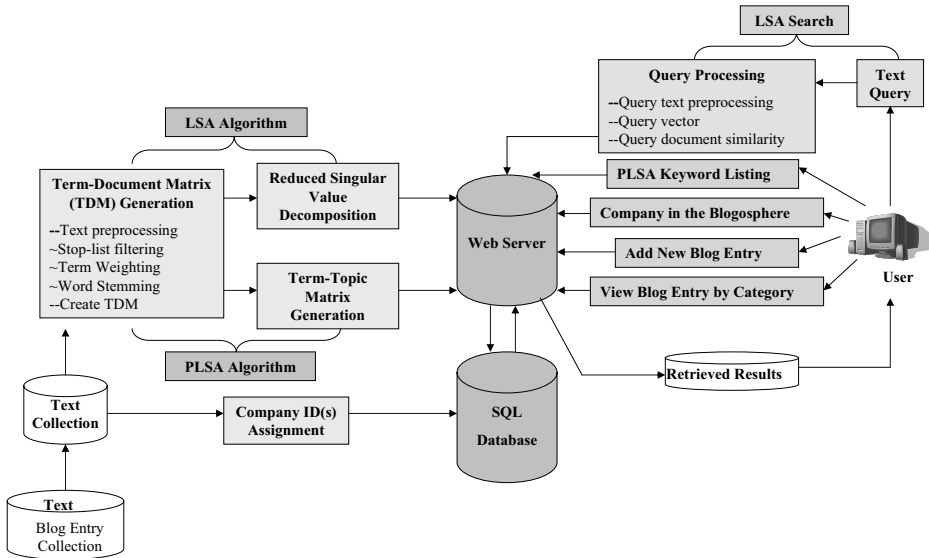 LSA Search
Query Processing
--Query text preprocessing
--Query vector
--Query document similarity
Text
Query
LSA Algorithm
Term-Document Matrix
(TDM) Generation
--Text preprocessing
~Stop-list filtering
~Term Weighting
~Word Stemming
--Create TDM
Reduced Singular
Value
Decomposition
Term-Topic
Matrix
Generation
PLSA Algorithm
Web Server
PLSA Keyword Listing
Company in the Blogosphere
Add New Blog Entry
View Blog Entry by Category
User
Retrieved Results
Text
Collection
Company ID(s)
Assignment
SQL
Database
Text
Blog Entry
Collection